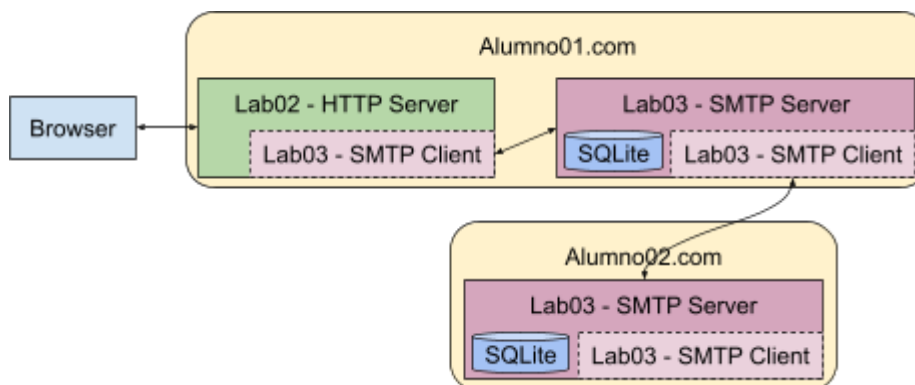 Alumno01.com
Lab02 - HTTP Server
Lab03 - SMTP Server
Browser
Lab03 - SMTP Client
SQLite
Lab03 - SMTP Client
Alumno02.com
Lab03 - SMTP Server
SQLite
Lab03 - SMTP Client